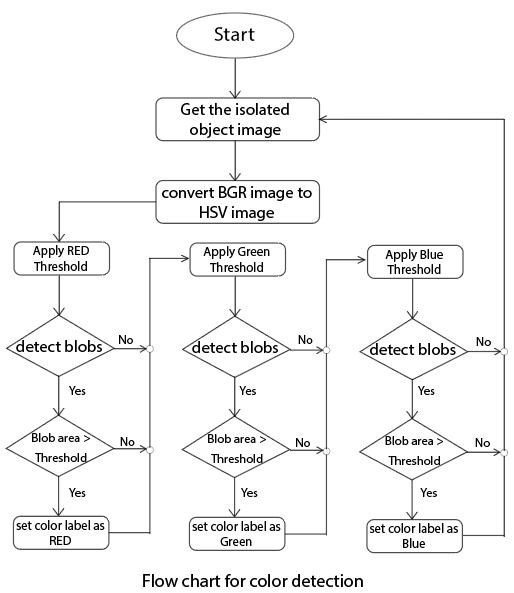 Start
Get the isolated
object image
convert BGR image to
HSV image
Apply RED
Threshold
detect blobs
No
Yes
Blob area >
Threshold
No
Yes
set color label as
RED
Apply Green
Threshold
detect blobs
No
Yes
Blob area >
Threshold
No
Yes
set color label as
Green
Apply Blue
Threshold
detect blobs
No
Yes
Blob area >
Threshold
No
Yes
set color label as
Blue
Flow chart for color detection